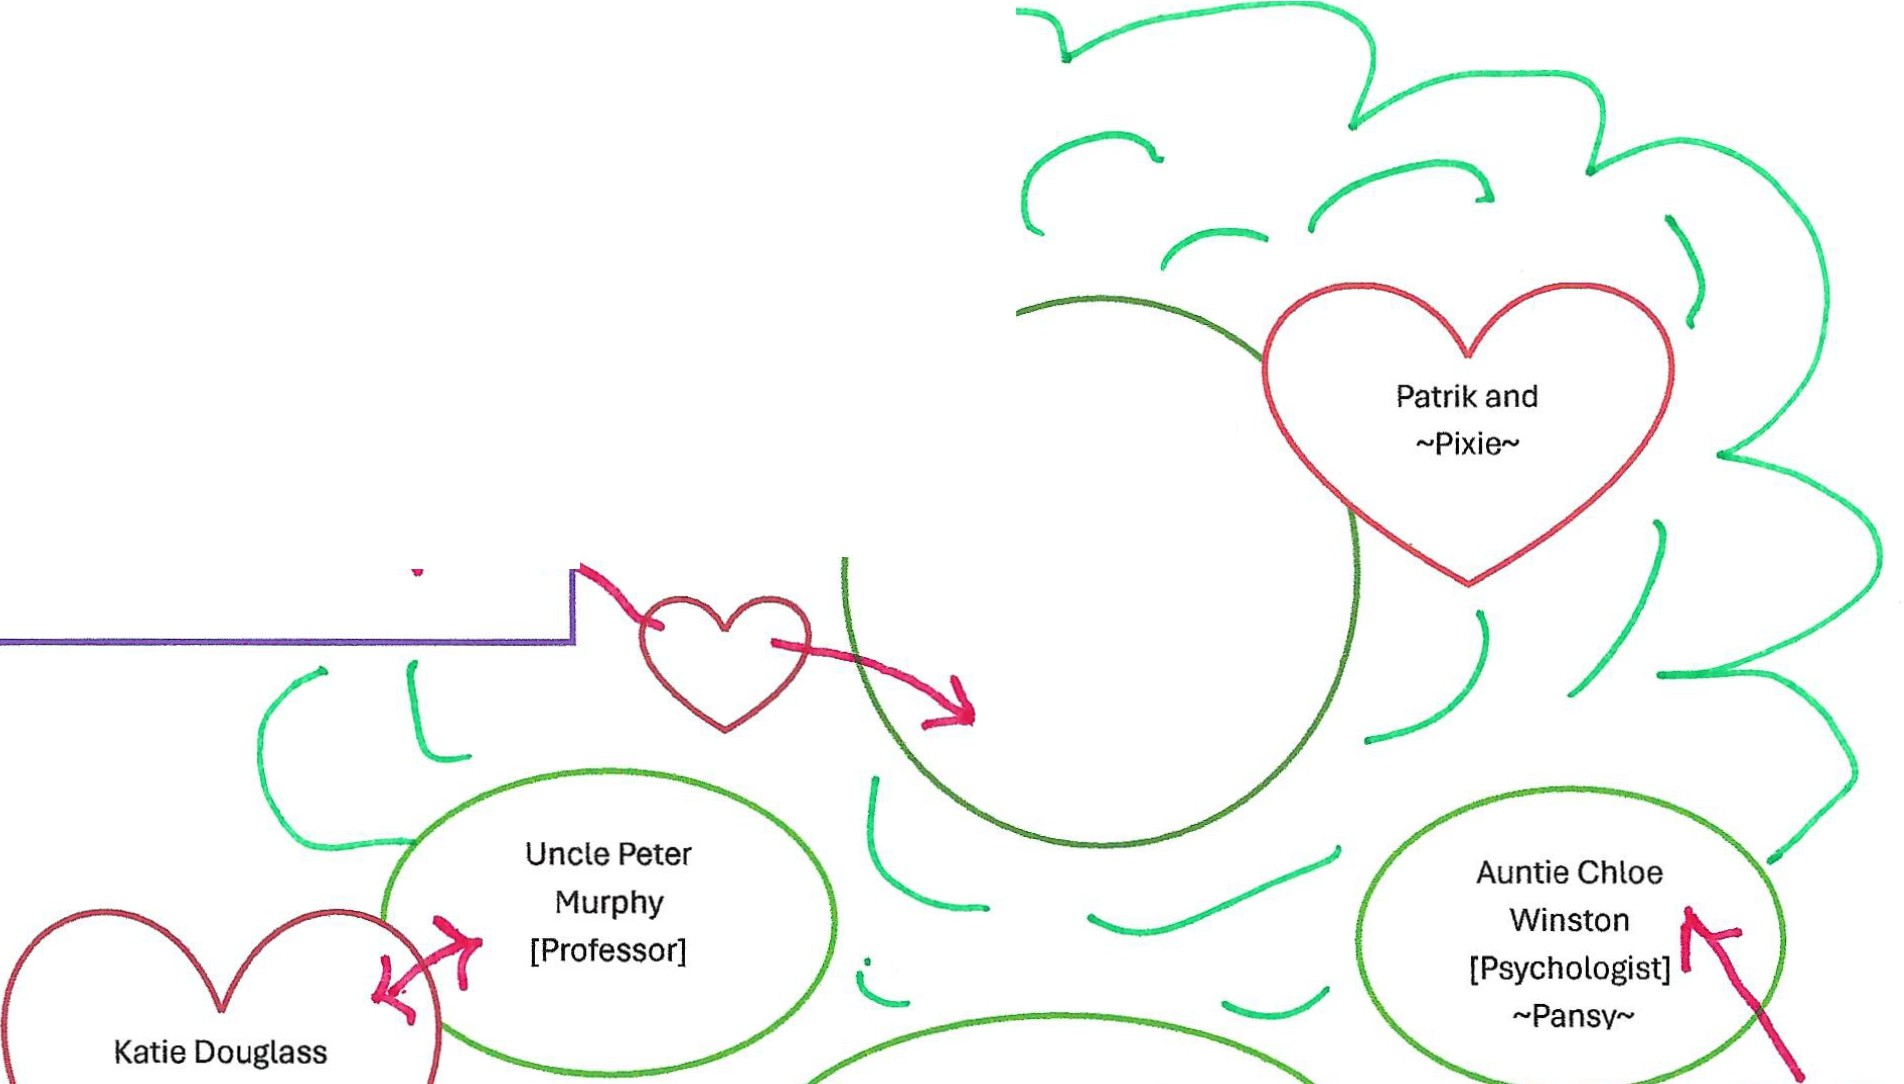 Patrik and
~Pixie~
Uncle Peter
Murphy
[Professor]
Auntie Chloe
Winston
[Psychologist]
~Pansy~
Katie Douglass